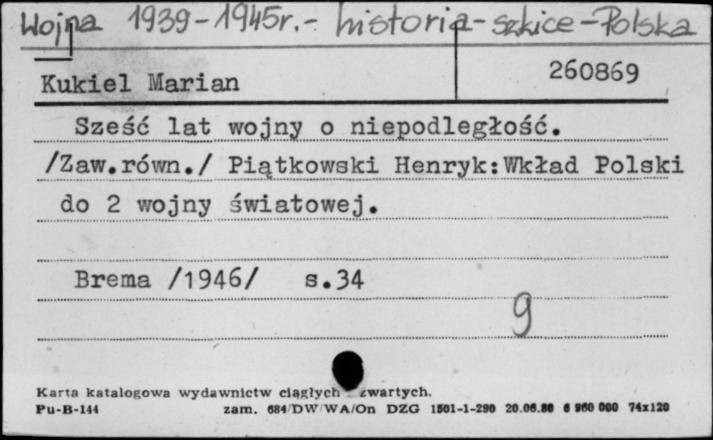 Wojna 1939-1945r.- historia-szkice-Polska
Kukiel Marian 260869
Sześć lat wojny o niepodległość.
/Zaw.równ./ Piątkowski Henryk:Wkład Polski
do 2 wojny światowej.
Brema /1946/ s.34
9
Karta katalogowa wydawnictw ciągłych zwartych.
Pu-B-144 zam. 684/DW/WA/On DZG 1501-1-290 20.06.80 6 960 000 74x120